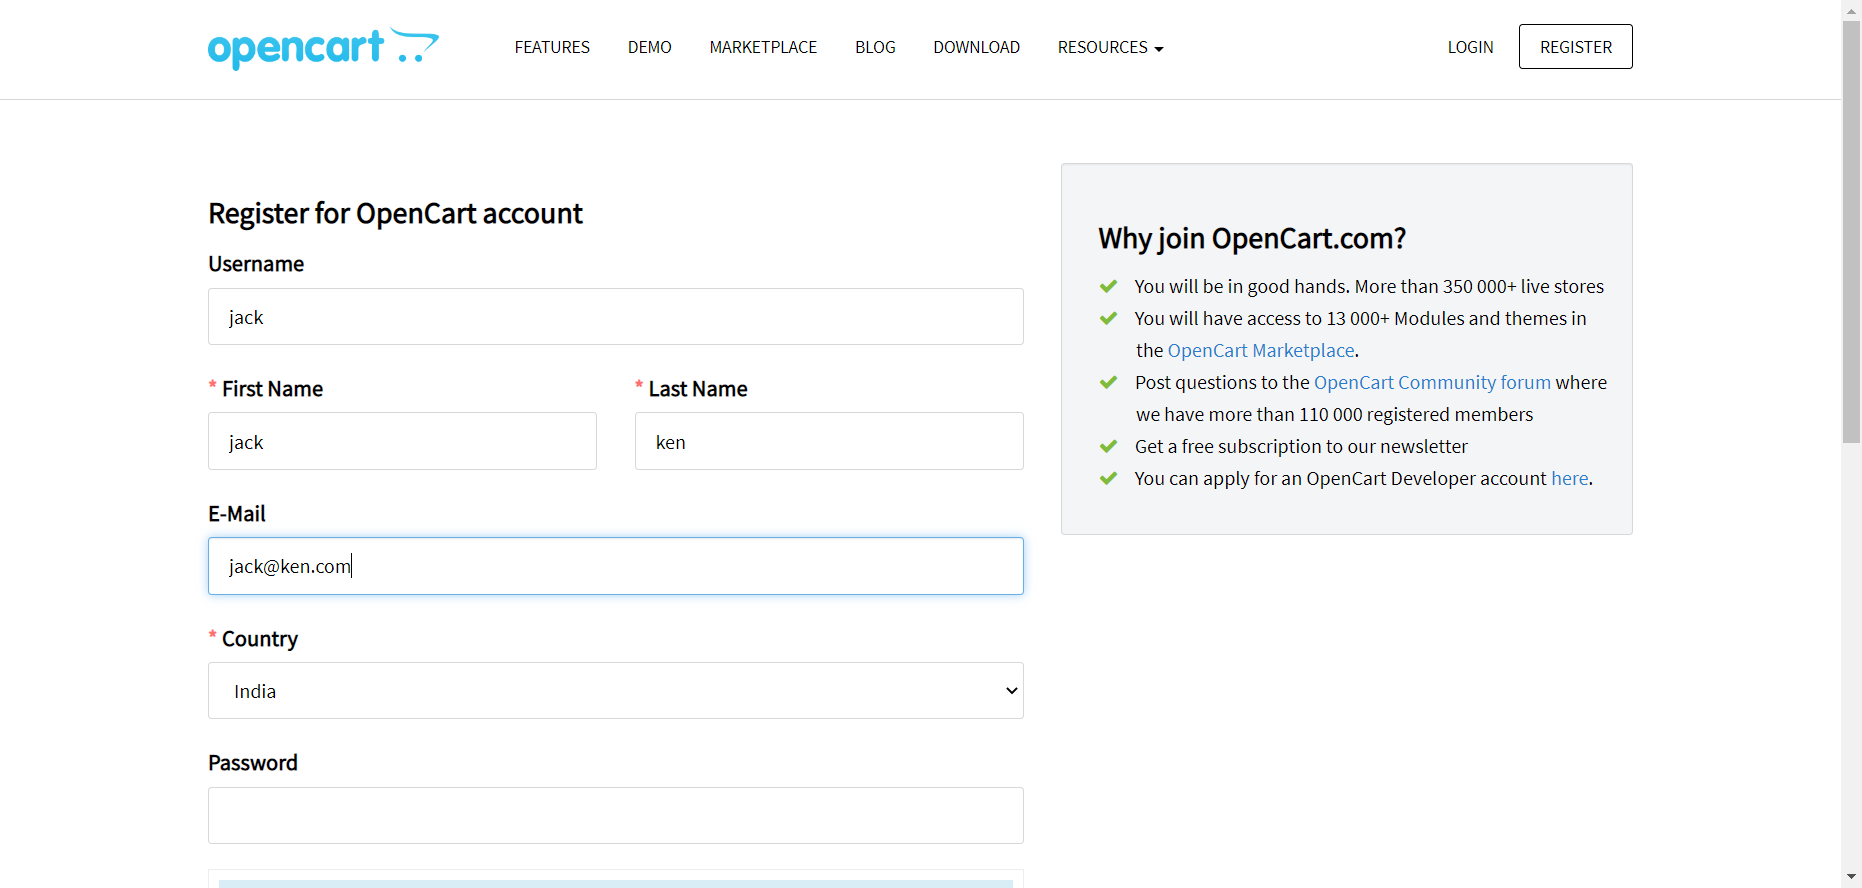 opencart
FEATURES DEMO MARKETPLACE BLOG DOWNLOAD RESOURCES LOGIN REGISTER
Register for OpenCart account
Username
jack
* First Name
* Last Name
jack
ken
E-Mail
jack@ken.com
* Country
India
Password
Why join OpenCart.com?
You will be in good hands. More than 350 000+ live stores
You will have access to 13 000+ Modules and themes in
the OpenCart Marketplace.
Post questions to the OpenCart Community forum where
we have more than 110 000 registered members
Get a free subscription to our newsletter
You can apply for an OpenCart Developer account here.